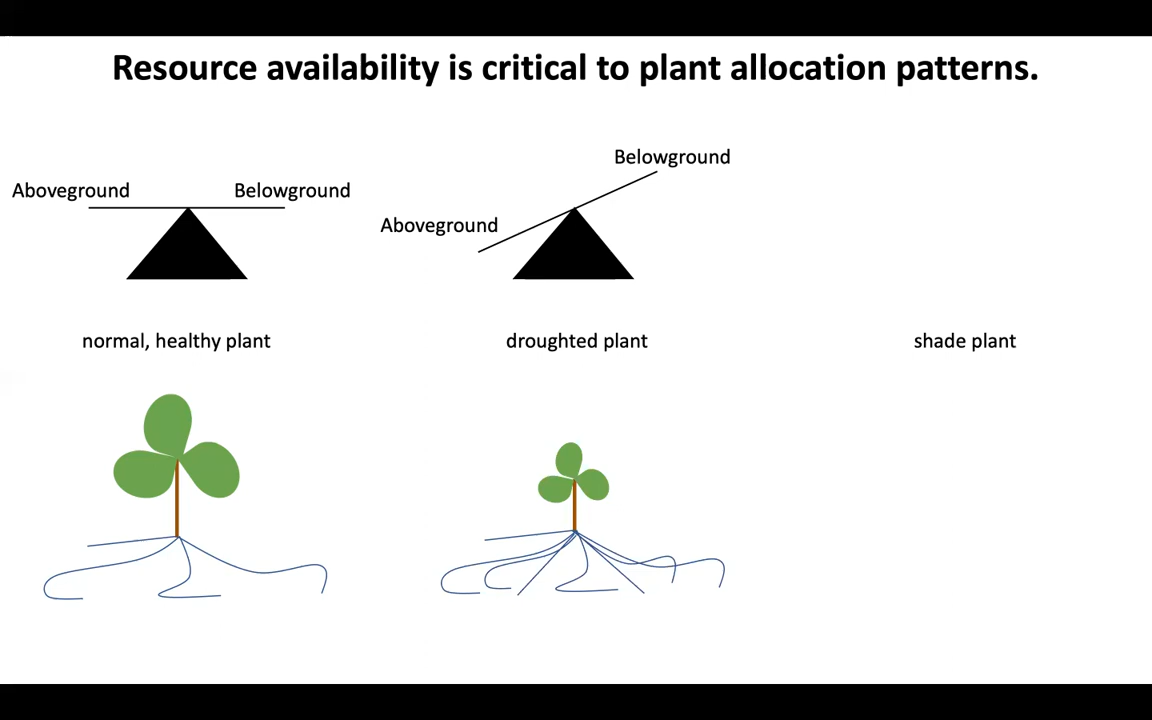 Resource availability is critical to plant allocation patterns.
Aboveground
Belowground
Belowground
Aboveground
normal, healthy plant
droughted plant
shade plant